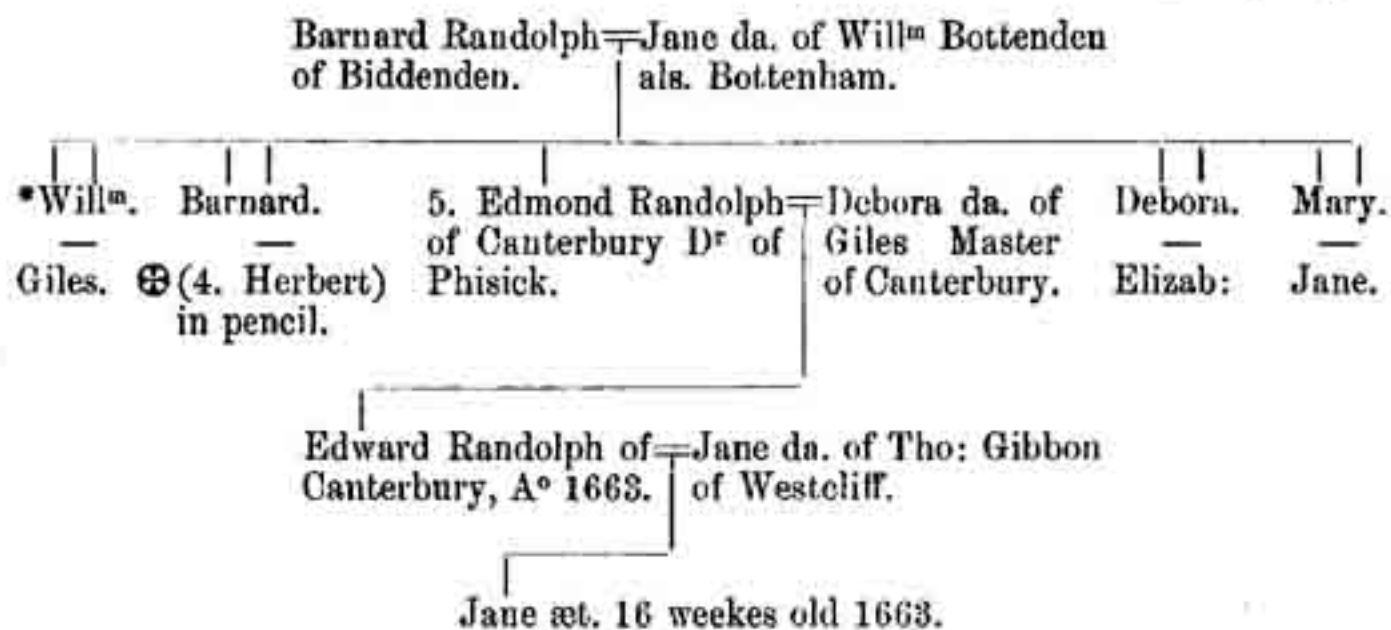 Barnard Randolph=Jane da. of Willᵐ Bottenden
of Biddenden. als. Bottenham.
*Willᵐ. Barnard. 5. Edmond Randolph=Debora da. of Debora. Mary.
— — of Canterbury Dʳ of Giles Master — —
Giles. ⊕(4. Herbert) Phisick. of Canterbury. Elizab: Jane.
in pencil.
Edward Randolph of=Jane da. of Tho: Gibbon
Canterbury, Aº 1663. of Westcliff.
Jane æt. 16 weekes old 1663.